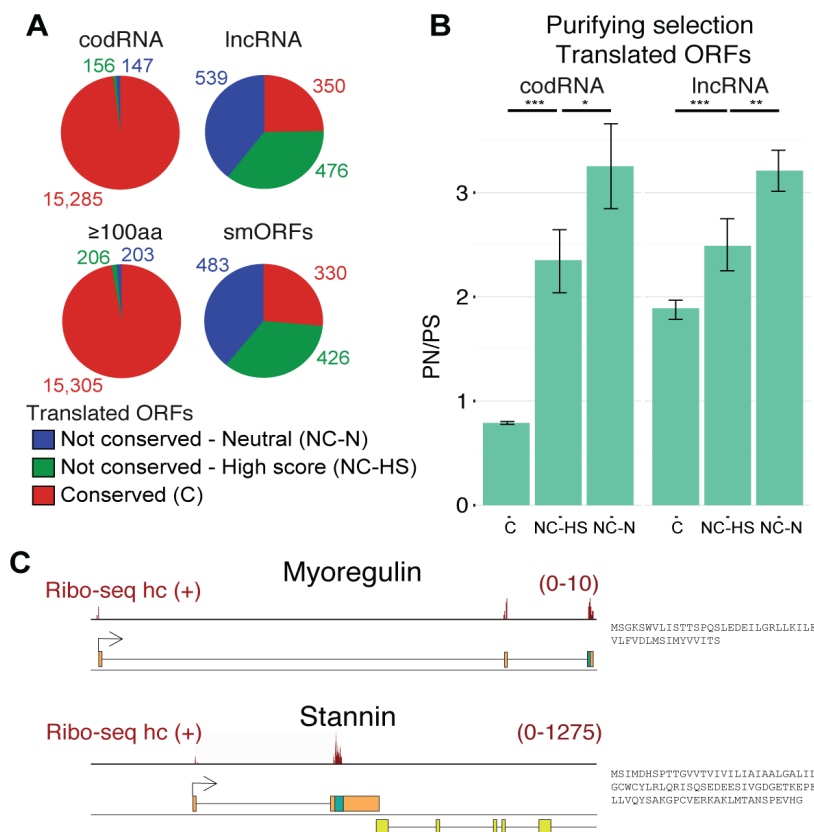 A
codRNA
lncRNA
156
147
539
350
15,285
476
≥100aa
smORFs
206
203
483
330
15,305
426
Translated ORFs
Not conserved - Neutral (NC-N)
Not conserved - High score (NC-HS)
Conserved (C)
B
Purifying selection
Translated ORFs
codRNA
lncRNA
***
*
***
**
PN/PS
3
2
1
0
C
NC-HS
NC-N
C
NC-HS
NC-N
C
Myoregulin
Ribo-seq hc (+)
(0-10)
MSGKSWVLISTTSPQSLEDEILGRLLKILF
VLFVDLMSIMYVVITS
Stannin
Ribo-seq hc (+)
(0-1275)
MSIMDHSPTTGVVTVIVILIAIAALGALII
GCWCYLRLQRISQSEDEESIVGDGETKEPF
LLVQYSAKGPCVERKAKLMTANSPEVHG